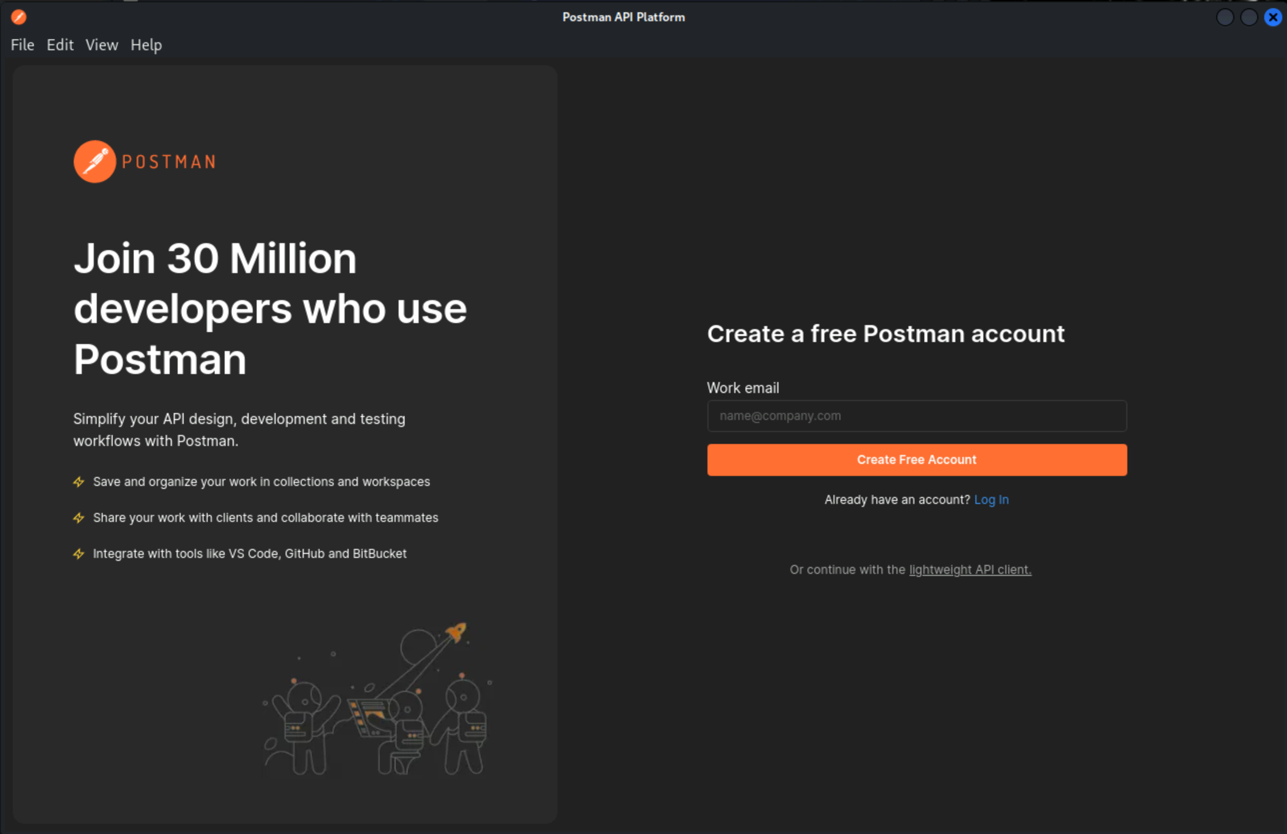 Postman API Platform
File Edit View Help
POSTMAN
Join 30 Million
developers who use
Postman
Simplify your API design, development and testing
workflows with Postman.
Save and organize your work in collections and workspaces
Share your work with clients and collaborate with teammates
Integrate with tools like VS Code, GitHub and BitBucket
Create a free Postman account
Work email
name@company.com
Create Free Account
Already have an account? Log In
Or continue with the lightweight API client.